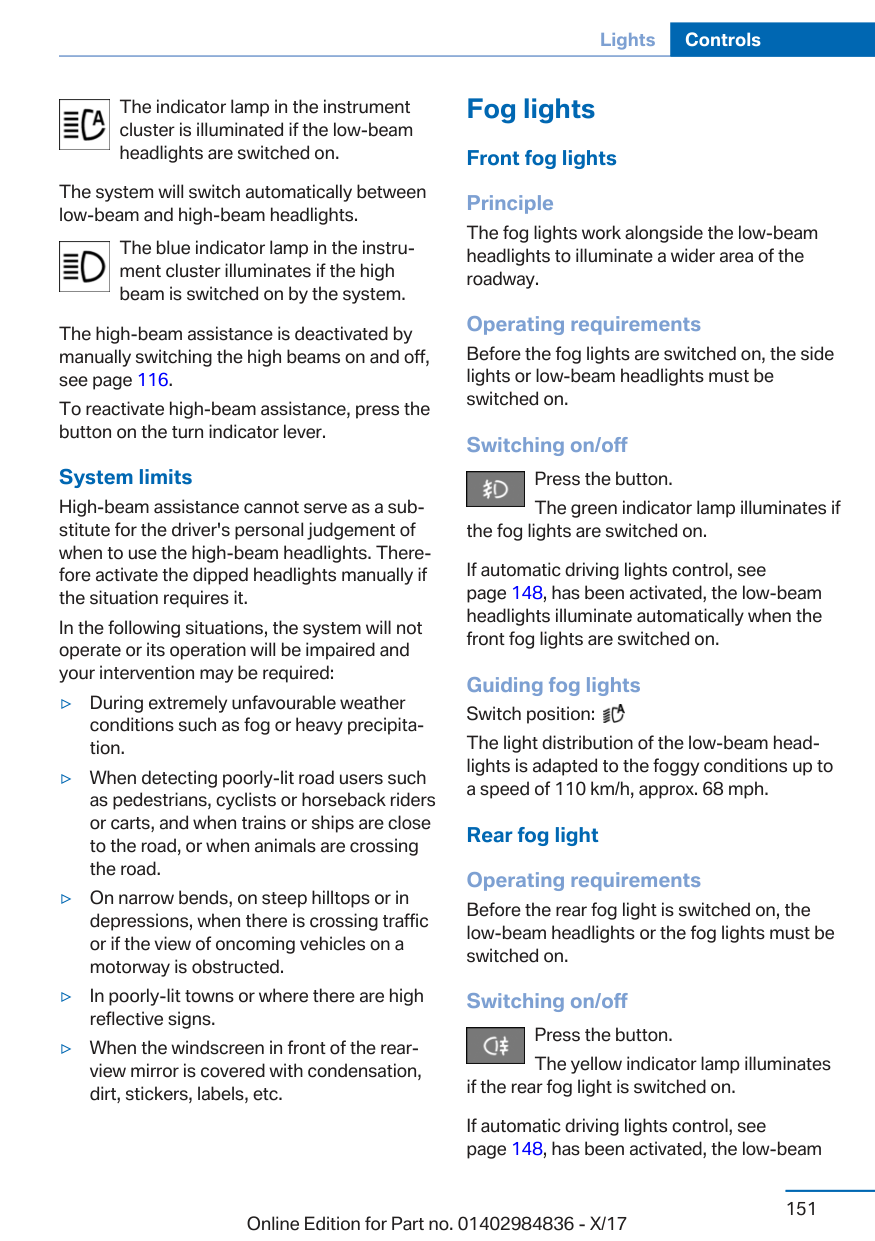 Lights
Controls
The indicator lamp in the instrument
cluster is illuminated if the low-beam
headlights are switched on.
The system will switch automatically between
low-beam and high-beam headlights.
The blue indicator lamp in the instru-
ment cluster illuminates if the high
beam is switched on by the system.
The high-beam assistance is deactivated by
manually switching the high beams on and off,
see page 116.
To reactivate high-beam assistance, press the
button on the turn indicator lever.
System limits
High-beam assistance cannot serve as a sub-
stitute for the driver's personal judgement of
when to use the high-beam headlights. There-
fore activate the dipped headlights manually if
the situation requires it.
In the following situations, the system will not
operate or its operation will be impaired and
your intervention may be required:
▷ During extremely unfavourable weather
conditions such as fog or heavy precipita-
tion.
▷ When detecting poorly-lit road users such
as pedestrians, cyclists or horseback riders
or carts, and when trains or ships are close
to the road, or when animals are crossing
the road.
▷ On narrow bends, on steep hilltops or in
depressions, when there is crossing traffic
or if the view of oncoming vehicles on a
motorway is obstructed.
▷ In poorly-lit towns or where there are high
reflective signs.
▷ When the windscreen in front of the rear-
view mirror is covered with condensation,
dirt, stickers, labels, etc.
Fog lights
Front fog lights
Principle
The fog lights work alongside the low-beam
headlights to illuminate a wider area of the
roadway.
Operating requirements
Before the fog lights are switched on, the side
lights or low-beam headlights must be
switched on.
Switching on/off
Press the button.
The green indicator lamp illuminates if
the fog lights are switched on.
If automatic driving lights control, see
page 148, has been activated, the low-beam
headlights illuminate automatically when the
front fog lights are switched on.
Guiding fog lights
Switch position:
The light distribution of the low-beam head-
lights is adapted to the foggy conditions up to
a speed of 110 km/h, approx. 68 mph.
Rear fog light
Operating requirements
Before the rear fog light is switched on, the
low-beam headlights or the fog lights must be
switched on.
Switching on/off
Press the button.
The yellow indicator lamp illuminates
if the rear fog light is switched on.
If automatic driving lights control, see
page 148, has been activated, the low-beam
151
Online Edition for Part no. 01402984836 - X/17